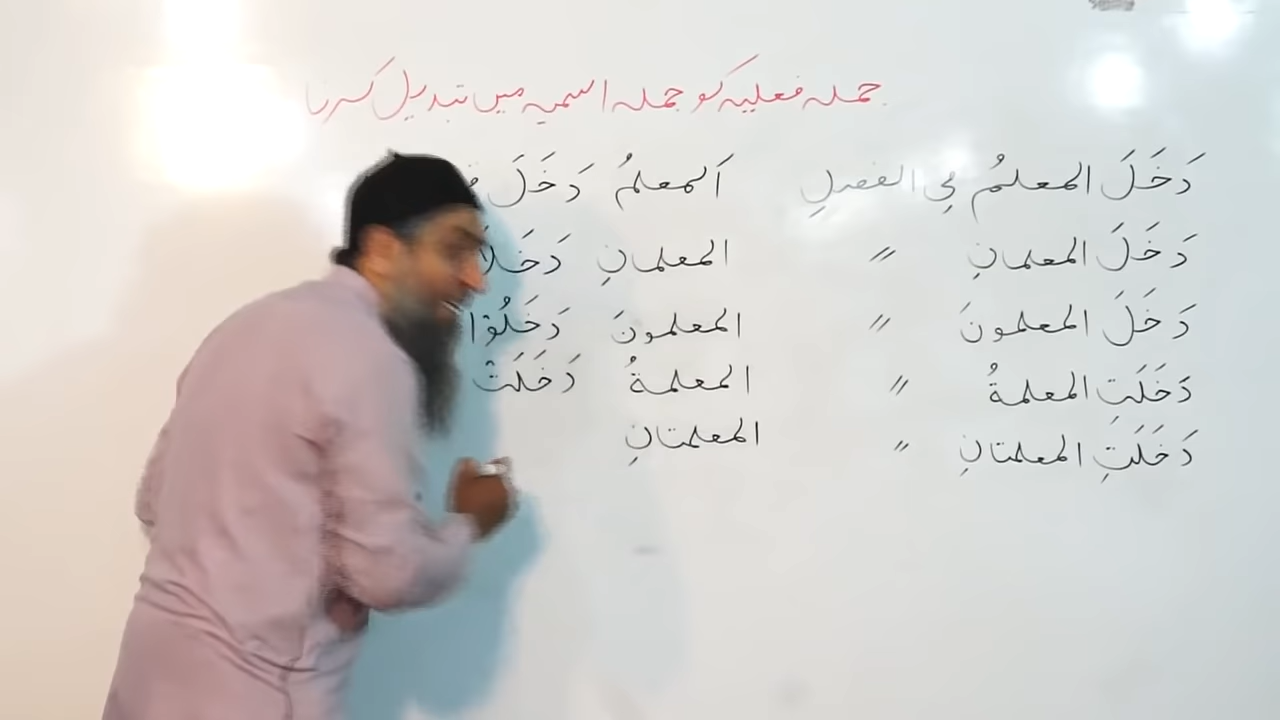 جملہ فعلیہ کو جملہ اسمیہ میں تبدیل کرنا
دَخَلَ المعلمُ فِي الفصلِ اَلمعلمُ دَخَلَ
دَخَلَ المعلمانِ " المعلمانِ دَخَلَا
دَخَلَ المعلمونَ " المعلمونَ دَخَلُوْا
دَخَلَتِ المعلمةُ " المعلمةُ دَخَلَتْ
دَخَلَتِ المعلمتانِ " المعلمتانِ